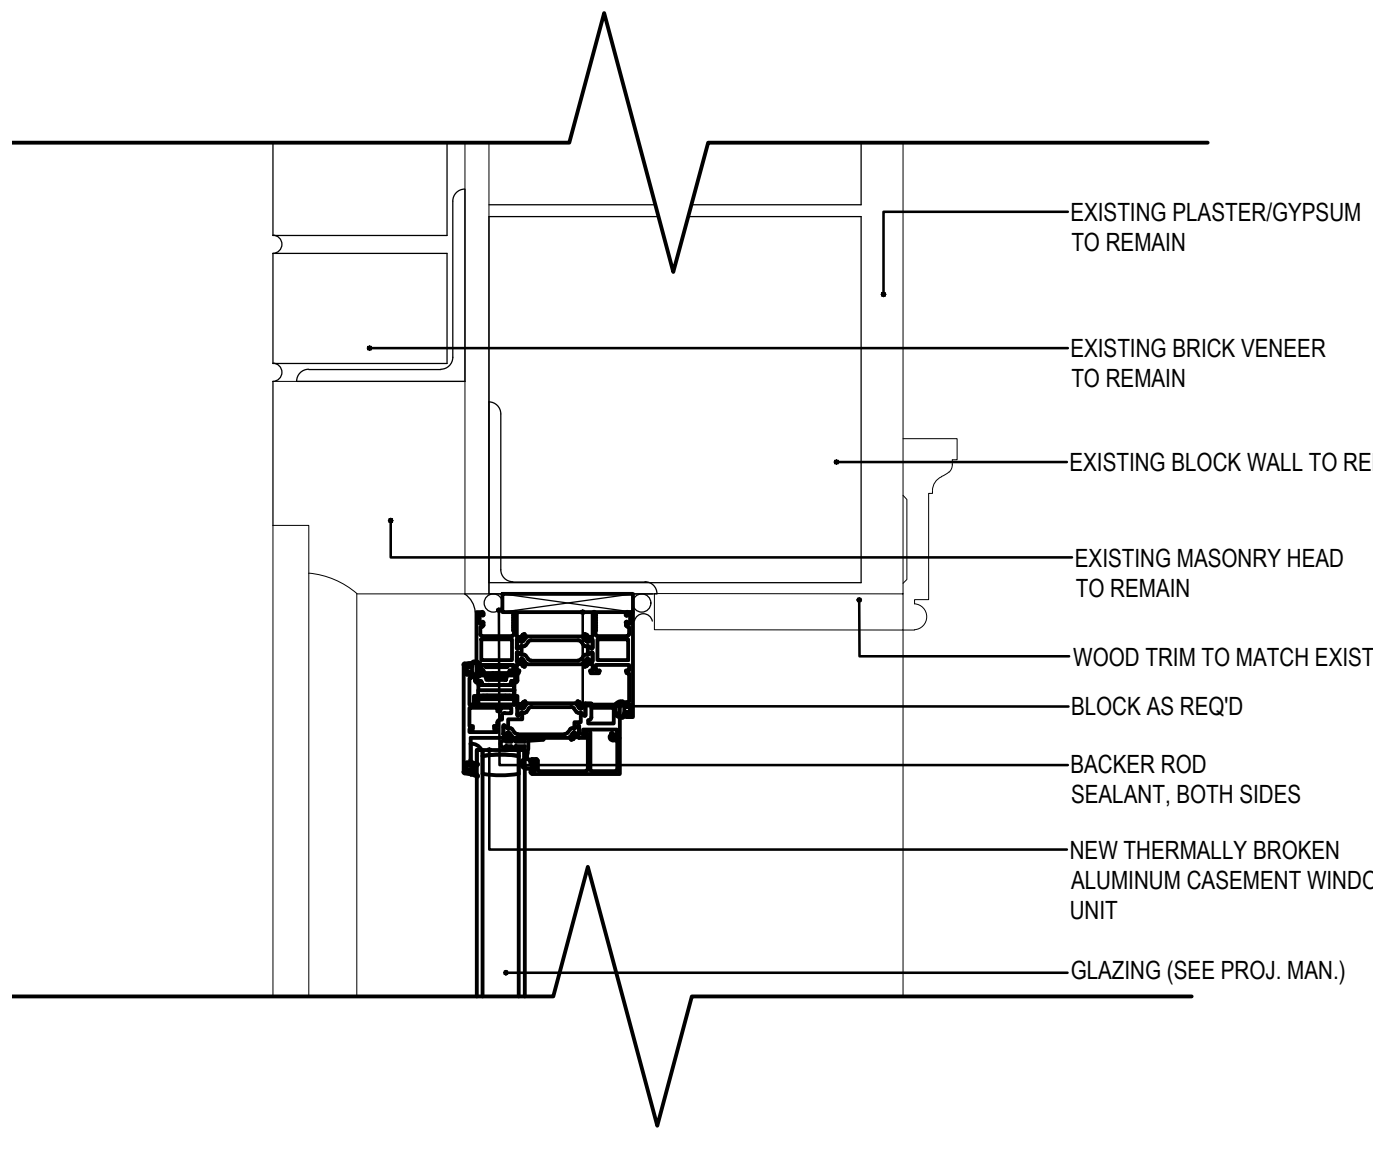 EXISTING PLASTER/GYPSUM
TO REMAIN
EXISTING BRICK VENEER
TO REMAIN
EXISTING BLOCK WALL TO RE
EXISTING MASONRY HEAD
TO REMAIN
WOOD TRIM TO MATCH EXIST
BLOCK AS REQ'D
BACKER ROD
SEALANT, BOTH SIDES
NEW THERMALLY BROKEN
ALUMINUM CASEMENT WINDO
UNIT
GLAZING (SEE PROJ. MAN.)